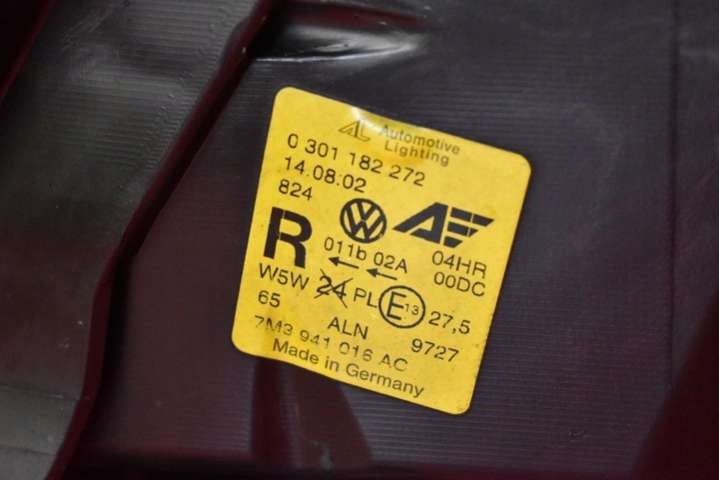 AL Automotive
Lighting
0 301 182 272
14.08.02
824
VW
R
011b 02A
04HR
00DC
W5W 24 PL E13 27,5
65
ALN 9727
7M3 941 016 AC
Made in Germany